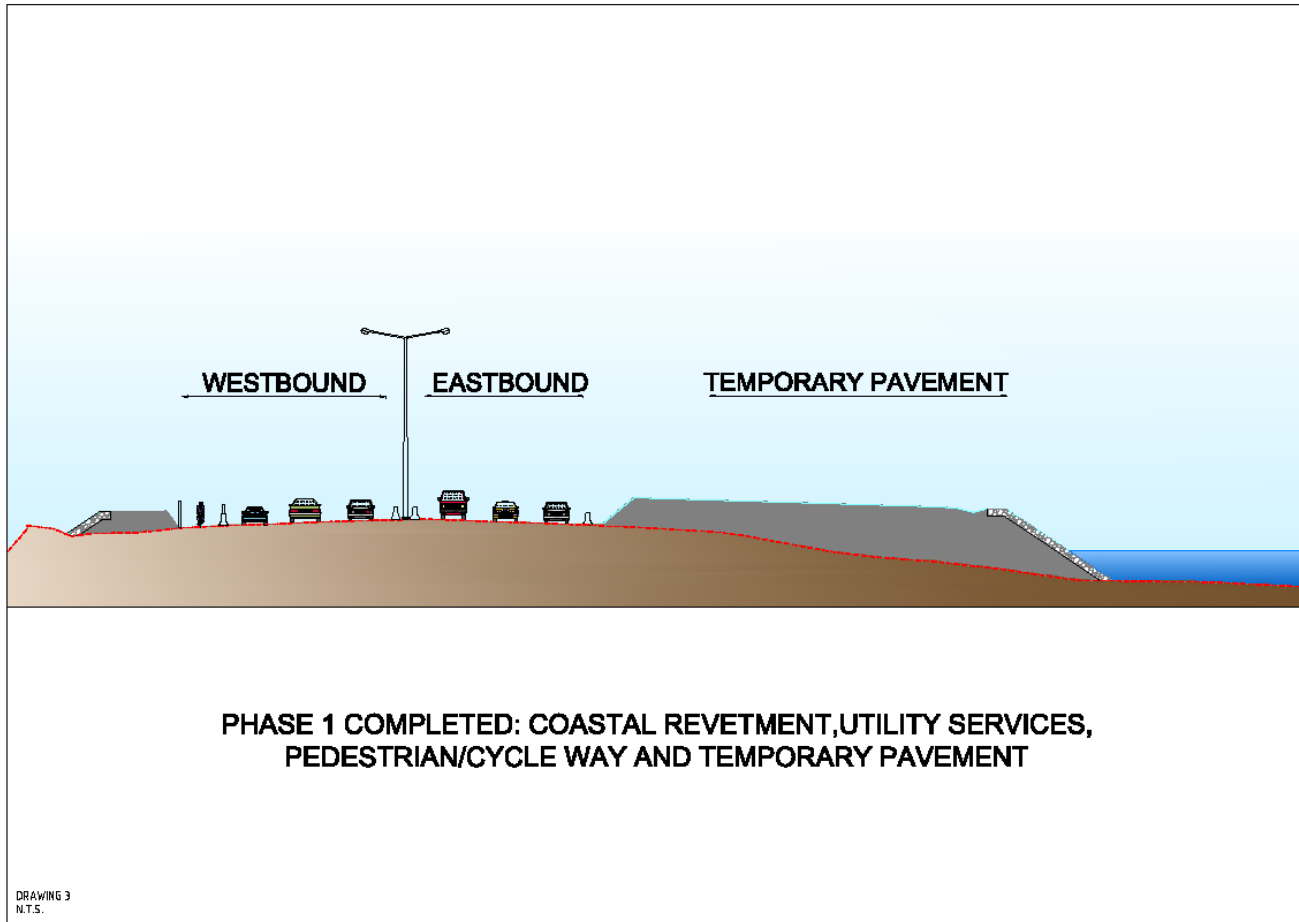 WESTBOUND EASTBOUND TEMPORARY PAVEMENT
PHASE 1 COMPLETED: COASTAL REVETMENT,UTILITY SERVICES,
PEDESTRIAN/CYCLE WAY AND TEMPORARY PAVEMENT
DRAWING 3
N.T.S.